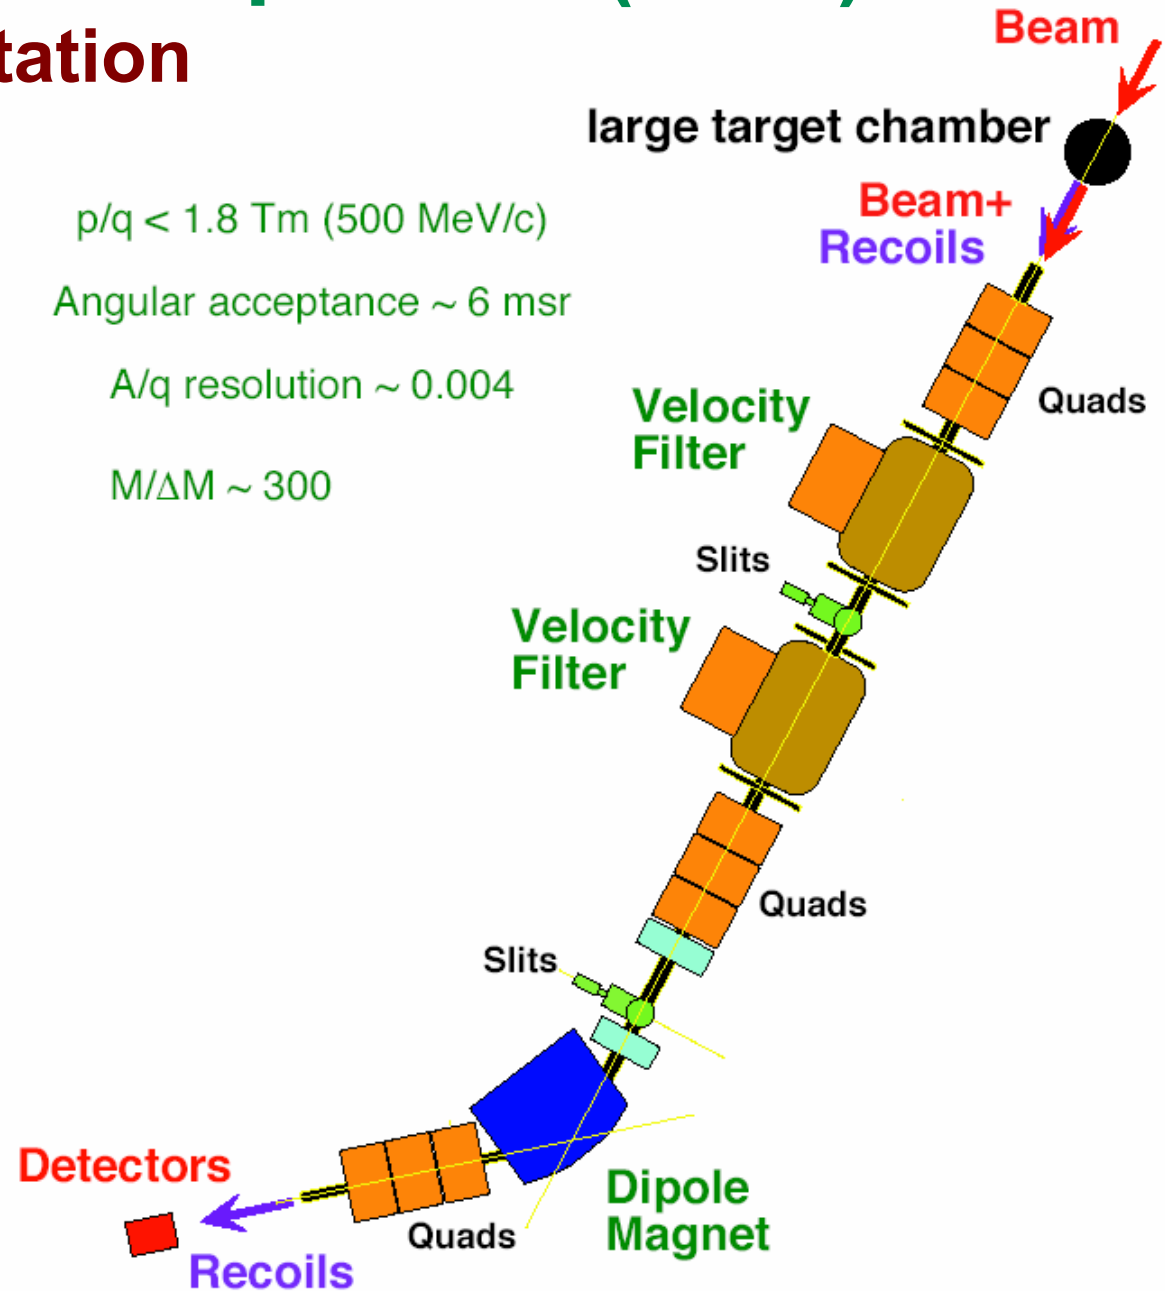 tation
Beam
large target chamber
Beam+
Recoils
p/q < 1.8 Tm (500 MeV/c)
Angular acceptance ~ 6 msr
A/q resolution ~ 0.004
M/ΔM ~ 300
Quads
Velocity
Filter
Slits
Velocity
Filter
Quads
Slits
Detectors
Dipole
Magnet
Quads
Recoils